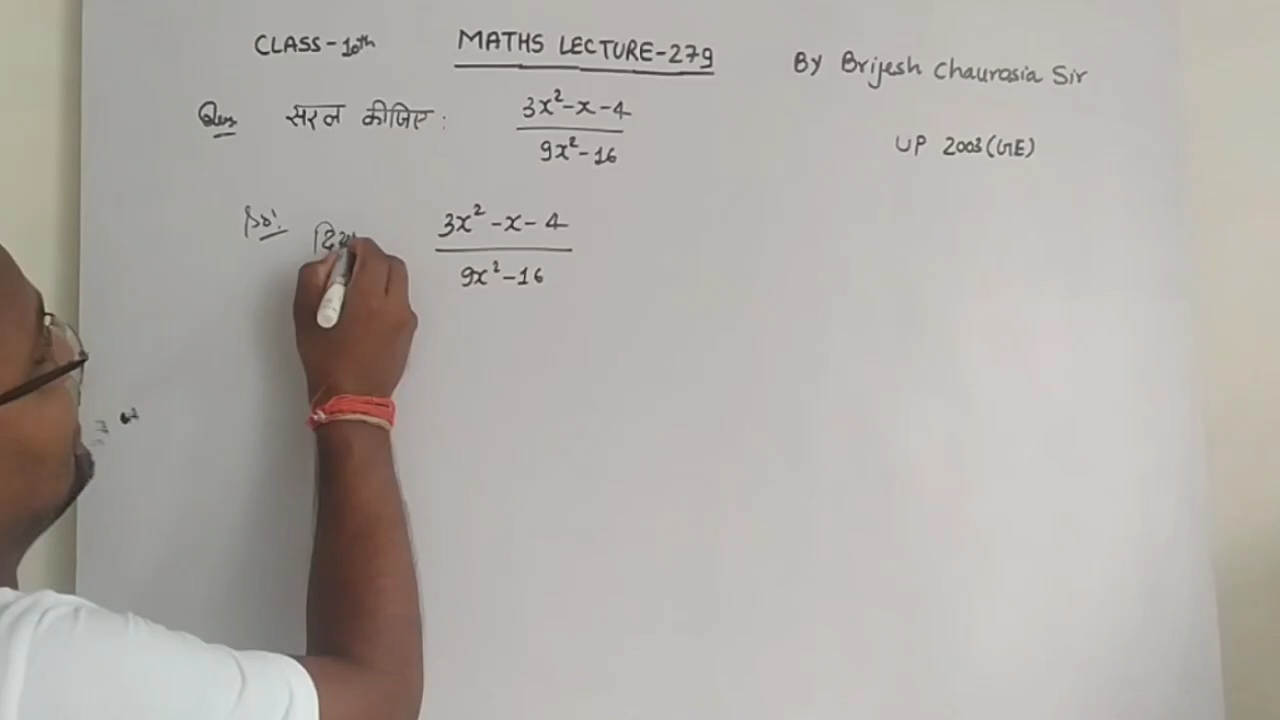 CLASS-10th MATHS LECTURE-279 By Brijesh Chaurasia Sir
Ques सरल कीजिए: 3x²-x-4
9x²-16
UP 2003(GE)
Sol: 3x²-x-4
9x²-16